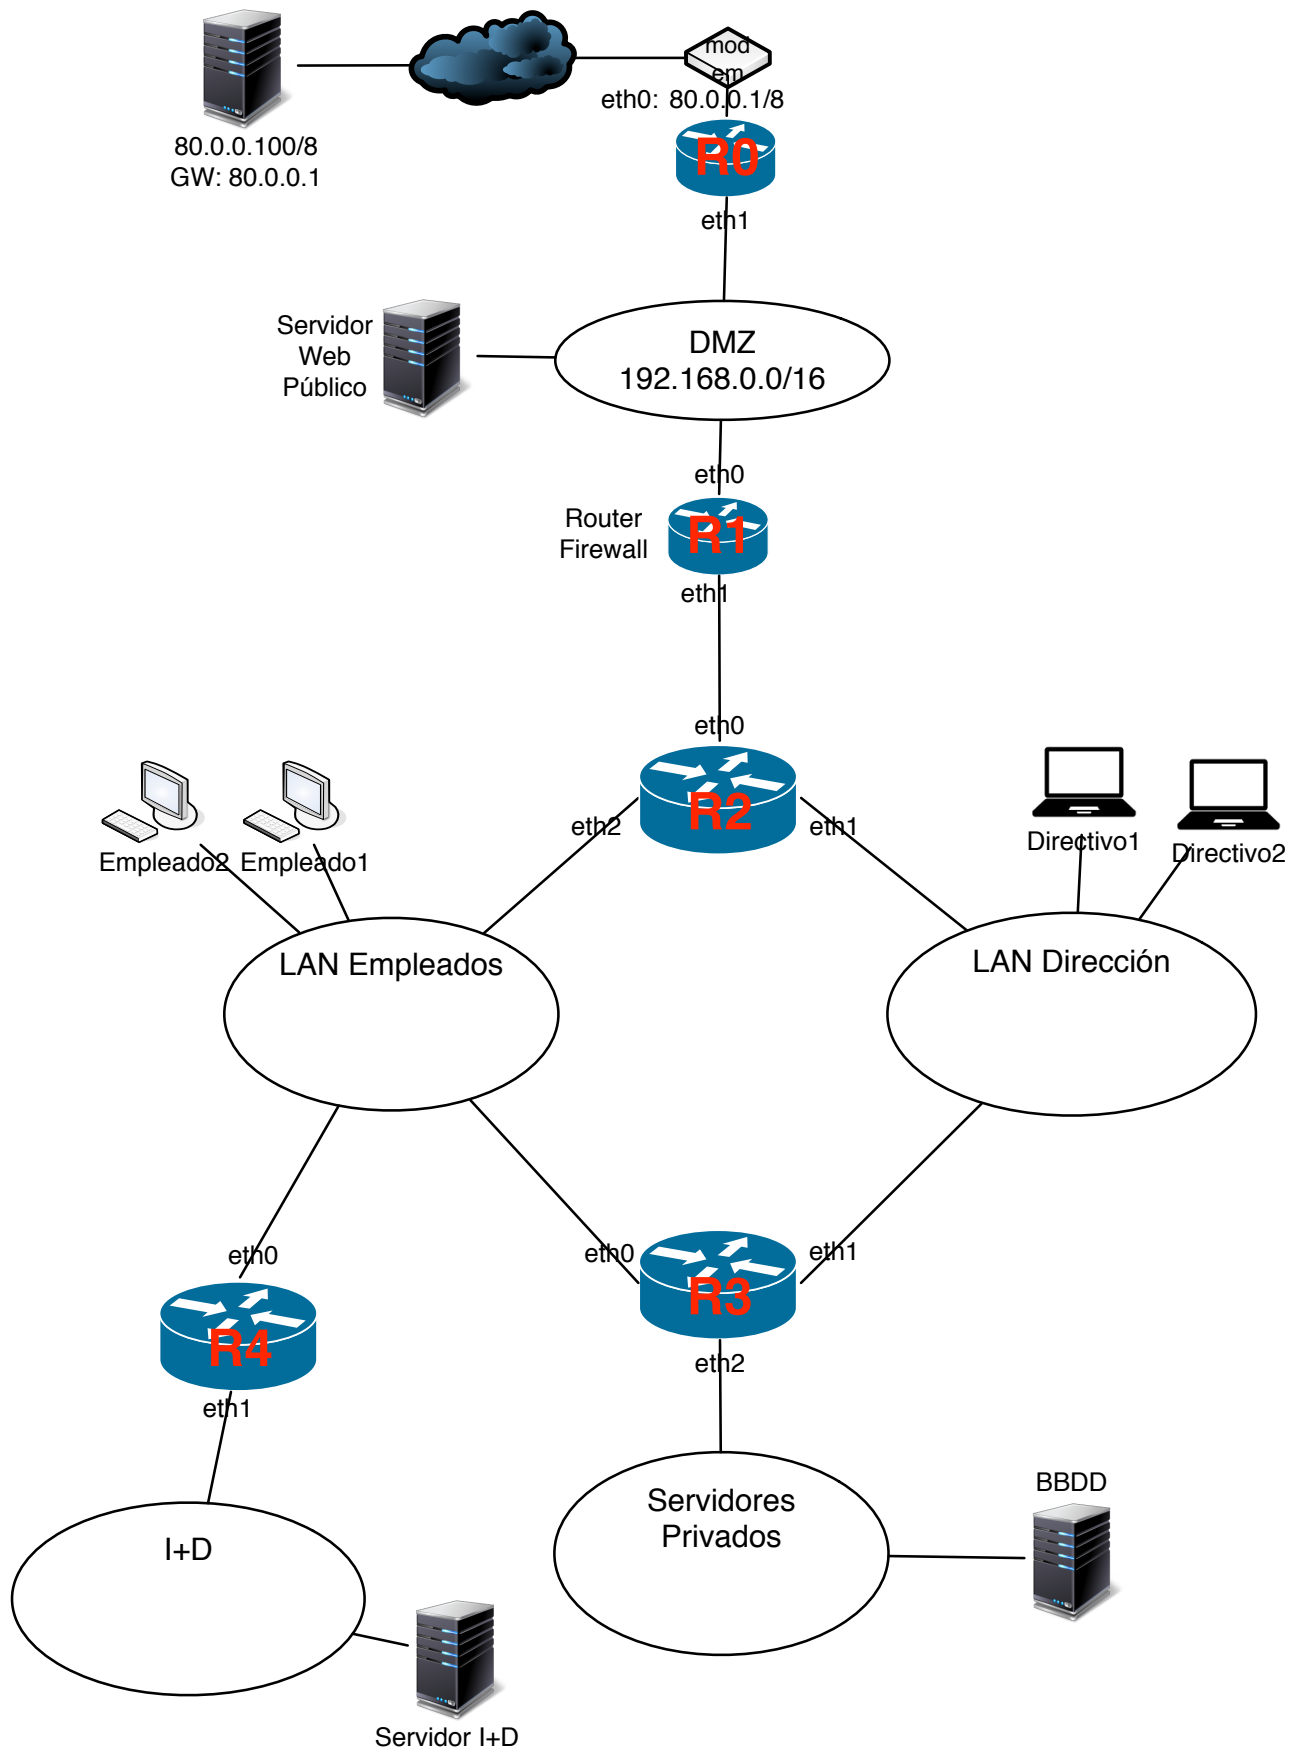 mod
em
eth0: 80.0.0.1/8
R0
80.0.0.100/8
GW: 80.0.0.1
eth1
Servidor
Web
Público
DMZ
192.168.0.0/16
eth0
Router
Firewall
R1
eth1
eth0
R2
eth2
eth1
Empleado2
Empleado1
Directivo1
Directivo2
LAN Empleados
LAN Dirección
eth0
eth0
eth1
R4
R3
eth1
eth2
I+D
Servidores
Privados
BBDD
Servidor I+D